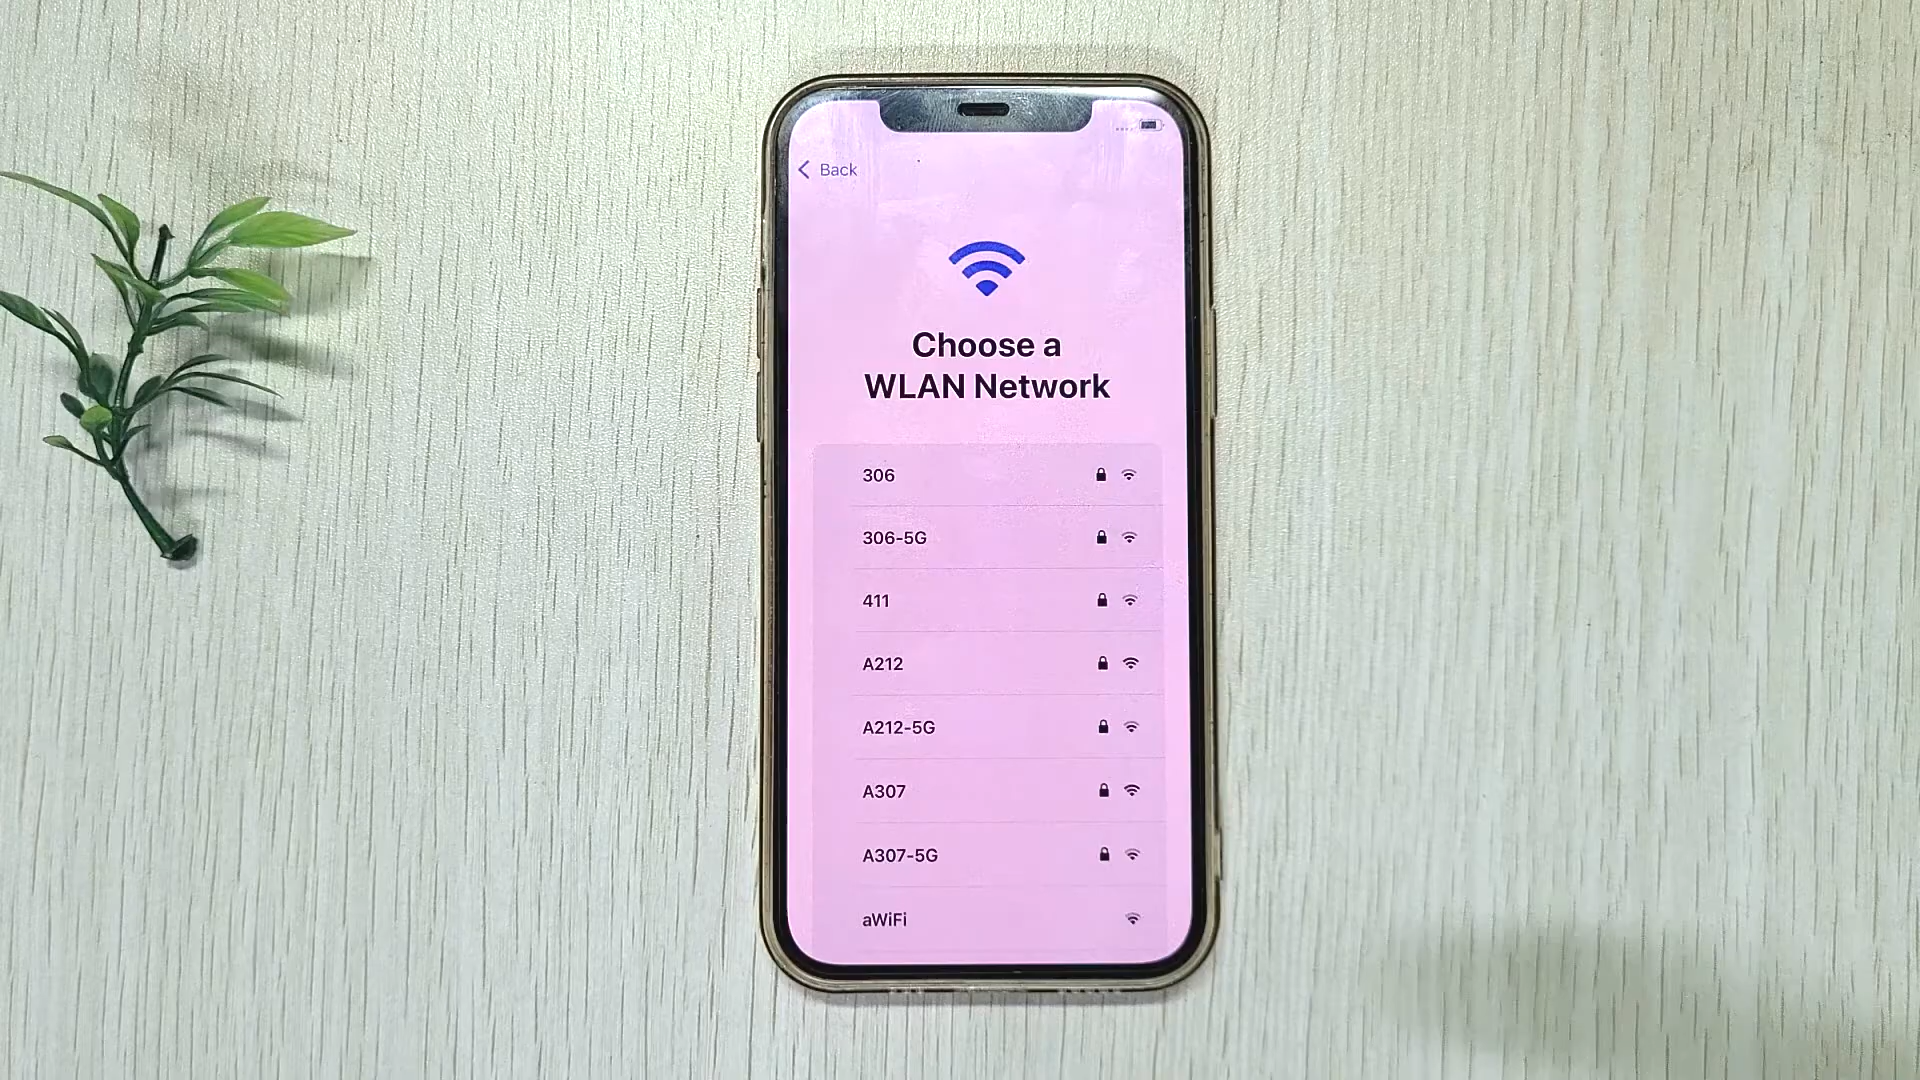 Back
Choose a
WLAN Network
306
306-5G
411
A212
A212-5G
A307
A307-5G
aWiFi